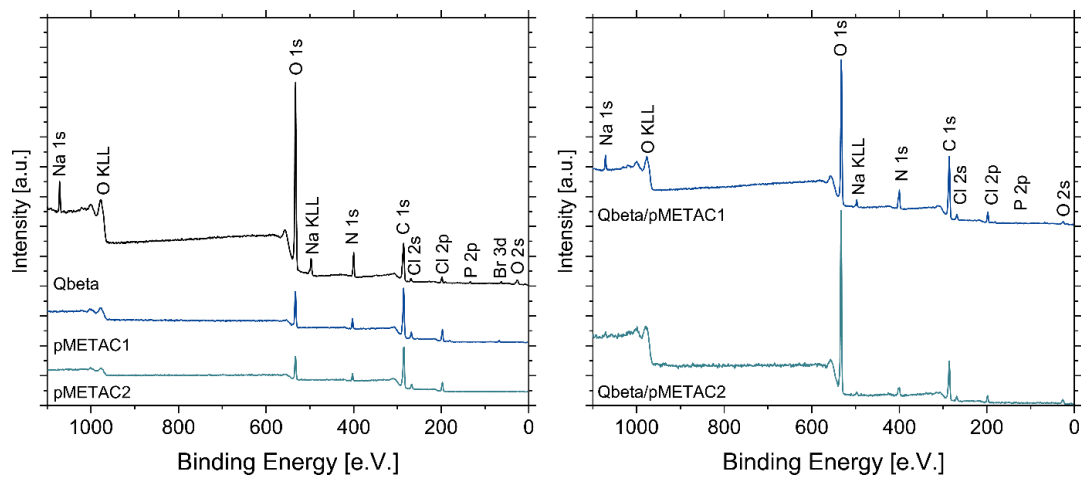 Intensity [a.u.]
Na 1s
O KLL
O 1s
Na KLL
N 1s
C 1s
Cl 2s
Cl 2p
P 2p
Br 3d
O 2s
Qbeta
pMETAC1
pMETAC2
1000 800 600 400 200 0
Binding Energy [e.V.]
Intensity [a.u.]
Na 1s
O KLL
O 1s
Na KLL
N 1s
C 1s
Cl 2s
Cl 2p
P 2p
O 2s
Qbeta/pMETAC1
Qbeta/pMETAC2
1000 800 600 400 200 0
Binding Energy [e.V.]